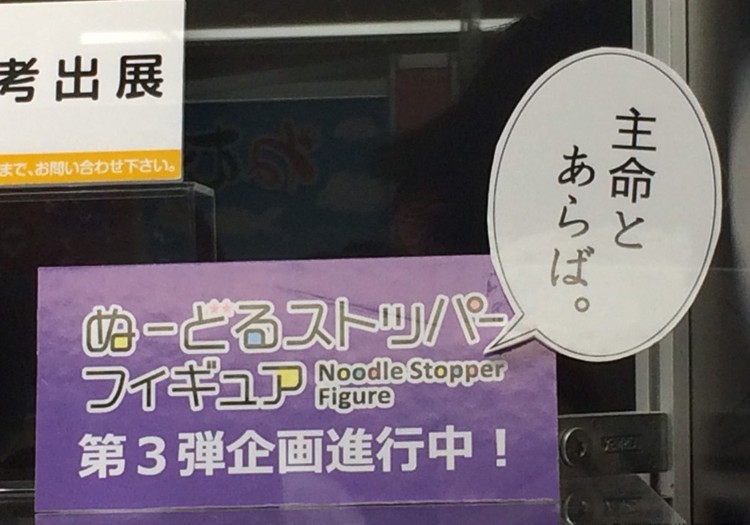 考出展
まで、お問い合わせ下さい。
主命と
あらば。
ぬーどるストッパー
フィギュア Noodle Stopper
Figure
第3弾企画進行中！